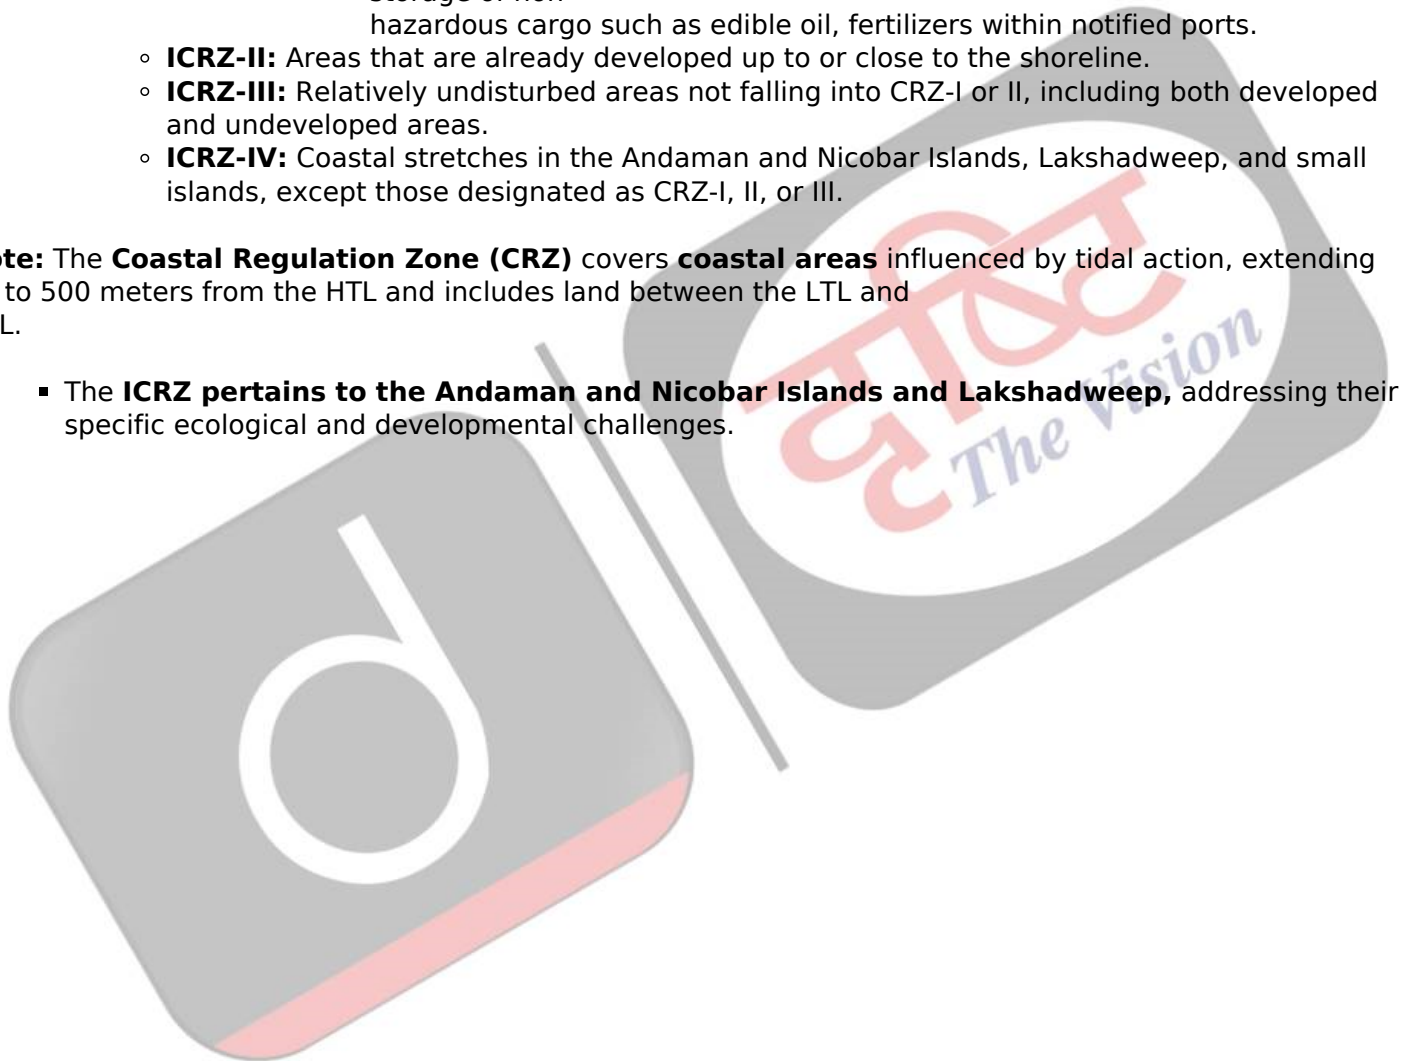 hazardous cargo such as edible oil, fertilizers within notified ports.
◦ ICRZ-II: Areas that are already developed up to or close to the shoreline.
◦ ICRZ-III: Relatively undisturbed areas not falling into CRZ-I or II, including both developed
and undeveloped areas.
◦ ICRZ-IV: Coastal stretches in the Andaman and Nicobar Islands, Lakshadweep, and small
islands, except those designated as CRZ-I, II, or III.
te: The Coastal Regulation Zone (CRZ) covers coastal areas influenced by tidal action, extending
to 500 meters from the HTL and includes land between the LTL and
L.
▪ The ICRZ pertains to the Andaman and Nicobar Islands and Lakshadweep, addressing their
specific ecological and developmental challenges.
दृष्टि
The Vision
d